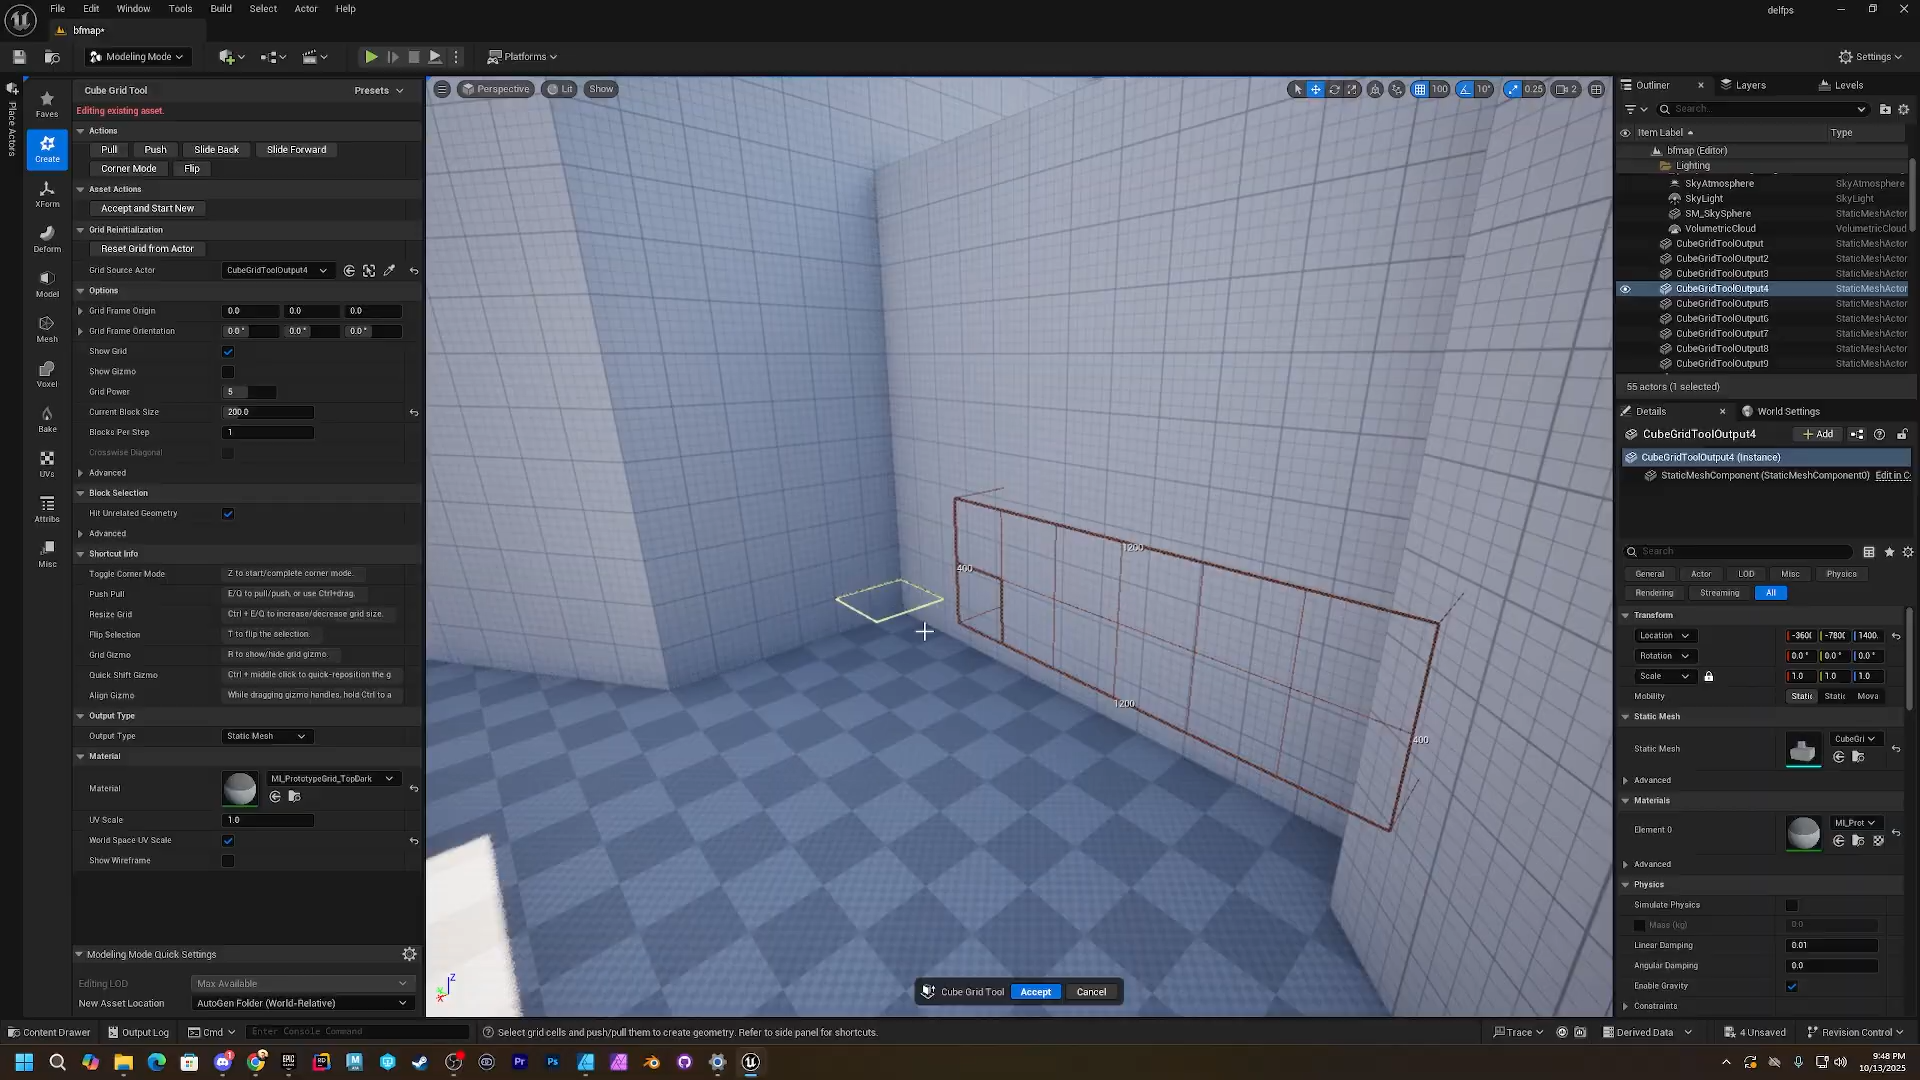 File Edit Window Tools Build Select Actor Help
delfps
bfmap*
Modeling Mode
Platforms
Settings
Place Actors
Faves
Create
XForm
Deform
Model
Mesh
Voxel
Bake
UVs
Attribs
Misc
Cube Grid Tool
Presets
Editing existing asset.
Actions
Pull Push Slide Back Slide Forward
Corner Mode Flip
Asset Actions
Accept and Start New
Grid Reinitialization
Reset Grid from Actor
Grid Source Actor CubeGridToolOutput4
Options
Grid Frame Origin 0.0 0.0 0.0
Grid Frame Orientation 0.0 ° 0.0 ° 0.0 °
Show Grid
Show Gizmo
Grid Power 5
Current Block Size 200.0
Blocks Per Step 1
Crosswise Diagonal
Advanced
Block Selection
Hit Unrelated Geometry
Advanced
Shortcut Info
Toggle Corner Mode Z to start/complete corner mode.
Push Pull E/Q to pull/push, or use Ctrl+drag.
Resize Grid Ctrl + E/Q to increase/decrease grid size.
Flip Selection T to flip the selection.
Grid Gizmo R to show/hide grid gizmo.
Quick Shift Gizmo Ctrl + middle click to quick-reposition the g
Align Gizmo While dragging gizmo handles, hold Ctrl to a
Output Type
Output Type Static Mesh
Material
Material MI_PrototypeGrid_TopDark
UV Scale 1.0
World Space UV Scale
Show Wireframe
Modeling Mode Quick Settings
Editing LOD Max Available
New Asset Location AutoGen Folder (World-Relative)
Perspective Lit Show
100 10° 0.25 2
1200
400
1200
400
Z
Cube Grid Tool Accept Cancel
Outliner Layers Levels
Search...
Item Label Type
bfmap (Editor)
Lighting
SkyAtmosphere SkyAtmosphere
SkyLight SkyLight
SM_SkySphere StaticMeshActor
VolumetricCloud VolumetricCloud
CubeGridToolOutput StaticMeshActor
CubeGridToolOutput2 StaticMeshActor
CubeGridToolOutput3 StaticMeshActor
CubeGridToolOutput4 StaticMeshActor
CubeGridToolOutput5 StaticMeshActor
CubeGridToolOutput6 StaticMeshActor
CubeGridToolOutput7 StaticMeshActor
CubeGridToolOutput8 StaticMeshActor
CubeGridToolOutput9 StaticMeshActor
55 actors (1 selected)
Details World Settings
CubeGridToolOutput4 Add
CubeGridToolOutput4 (Instance)
StaticMeshComponent (StaticMeshComponent0) Edit in C
Search
General Actor LOD Misc Physics
Rendering Streaming All
Transform
Location -360( -780( 1400.
Rotation 0.0 ° 0.0 ° 0.0 °
Scale 1.0 1.0 1.0
Mobility Static Static Mova
Static Mesh
Static Mesh CubeGri
Advanced
Materials
Element 0 MI_Prot
Advanced
Physics
Simulate Physics
Mass (kg) 0.0
Linear Damping 0.01
Angular Damping 0.0
Enable Gravity
Constraints
Content Drawer Output Log Cmd Enter Console Command
Select grid cells and push/pull them to create geometry. Refer to side panel for shortcuts.
Trace Derived Data 4 Unsaved Revision Control
9:48 PM
10/13/2025